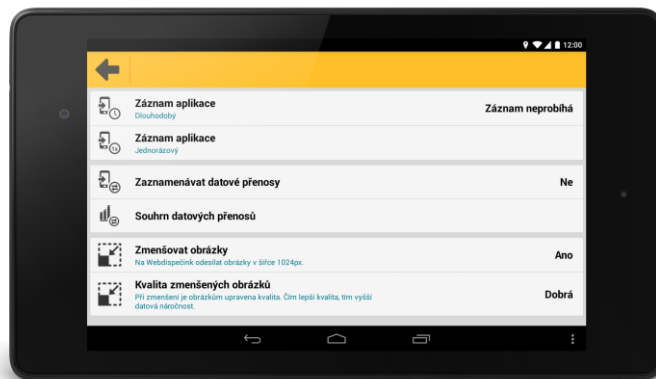 12:00
Záznam aplikace
Dlouhodobý
Záznam neprobíhá
Záznam aplikace
Jednorázový
1x
Zaznamenávat datové přenosy
Ne
Souhrn datových přenosů
Zmenšovat obrázky
Na Webdispečink odesílat obrázky v šířce 1024px.
Ano
Kvalita zmenšených obrázků
Při zmenšení je obrázkům upravena kvalita. Čím lepší kvalita, tím vyšší
datová náročnost.
Dobrá